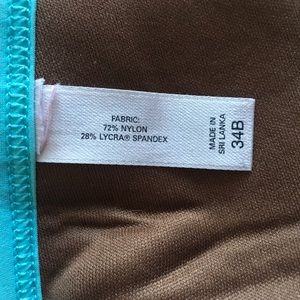 FABRIC:
72% NYLON
28% LYCRA® SPANDEX
MADE IN
SRI LANKA
34B